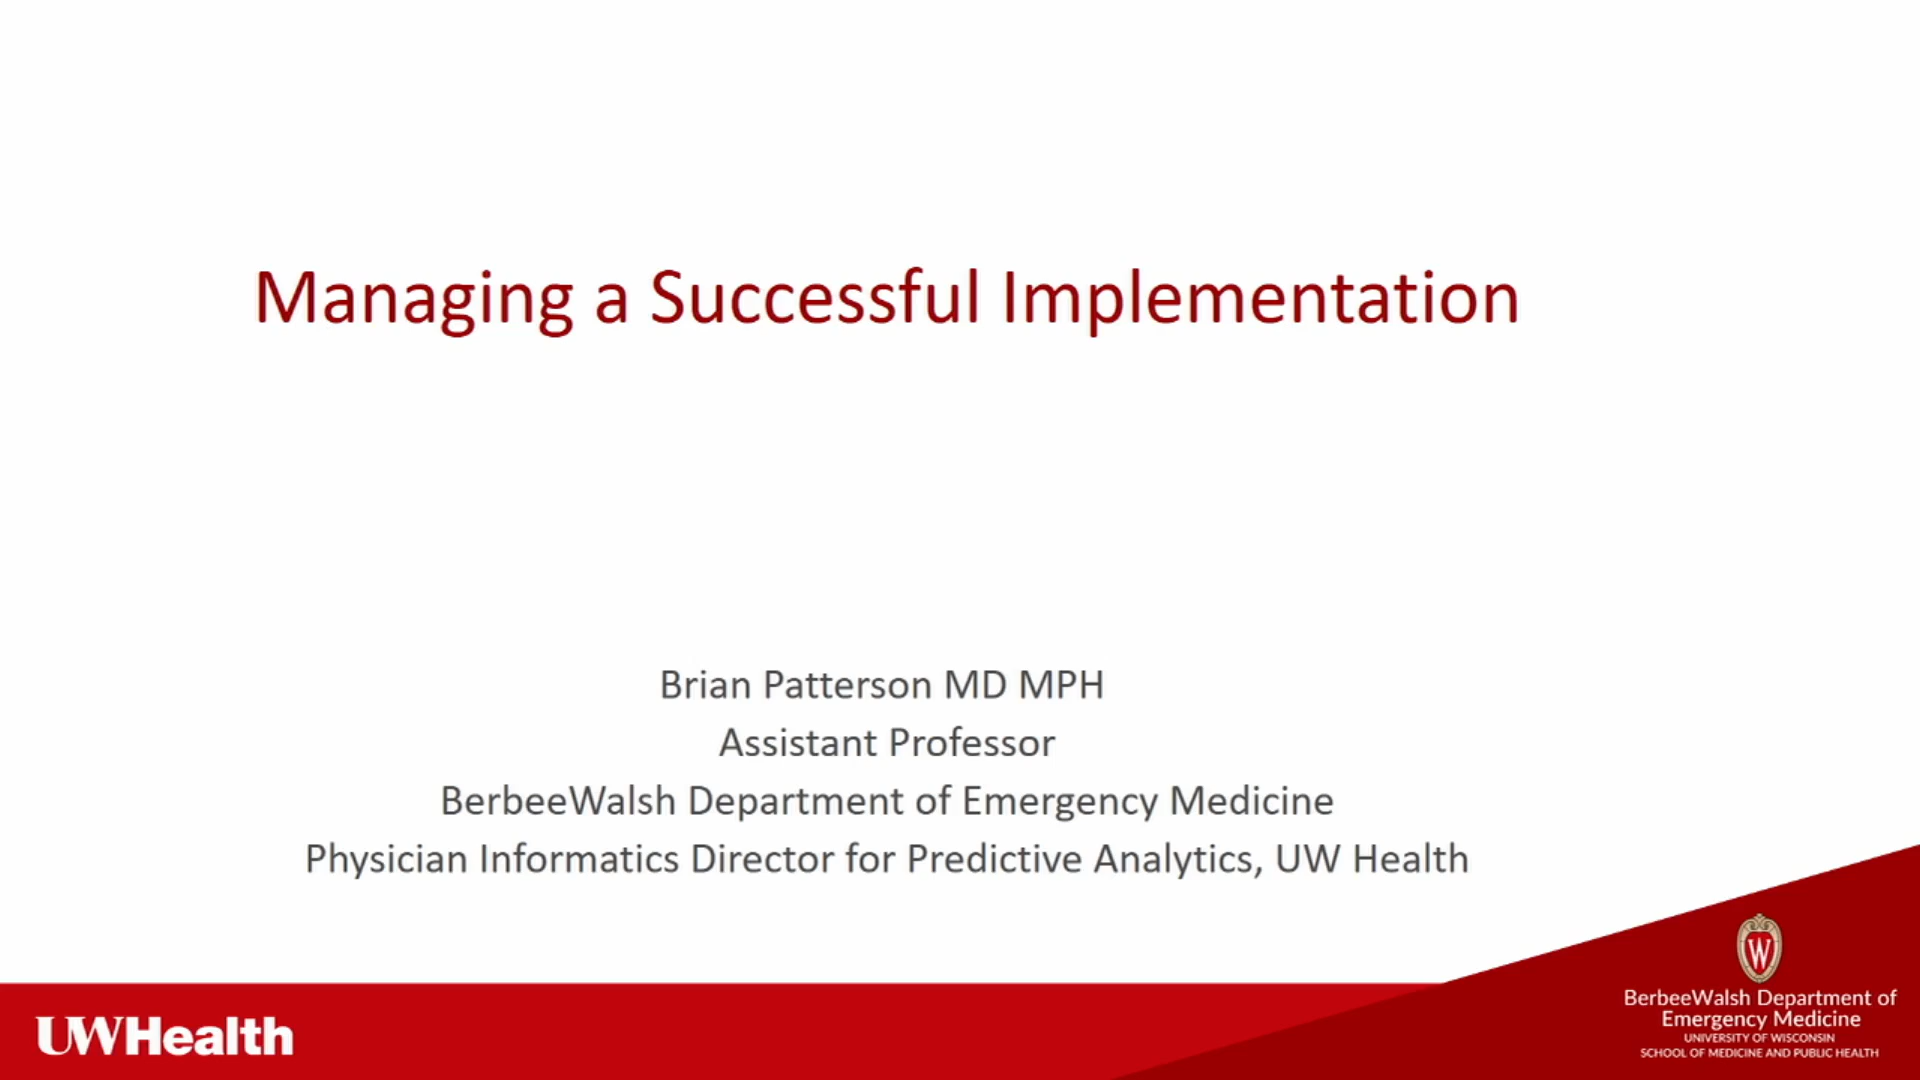 Managing a Successful Implementation
Brian Patterson MD MPH
Assistant Professor
BerbeeWalsh Department of Emergency Medicine
Physician Informatics Director for Predictive Analytics, UW Health
UWHealth
W
BerbeeWalsh Department of
Emergency Medicine
UNIVERSITY OF WISCONSIN
SCHOOL OF MEDICINE AND PUBLIC HEALTH